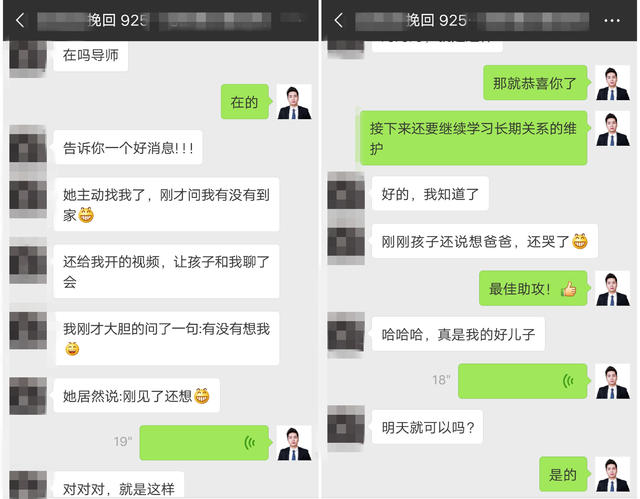 挽回 925
在吗导师
在的
告诉你一个好消息!!!
她主动找我了，刚才问我有没有到
家
还给我开的视频，让孩子和我聊了
会
我刚才大胆的问了一句:有没有想我
她居然说:刚见了还想
19"
对对对，就是这样
挽回 925
那就恭喜你了
接下来还要继续学习长期关系的维
护
好的，我知道了
刚刚孩子还说想爸爸，还哭了
最佳助攻！
哈哈哈，真是我的好儿子
18"
明天就可以吗?
是的